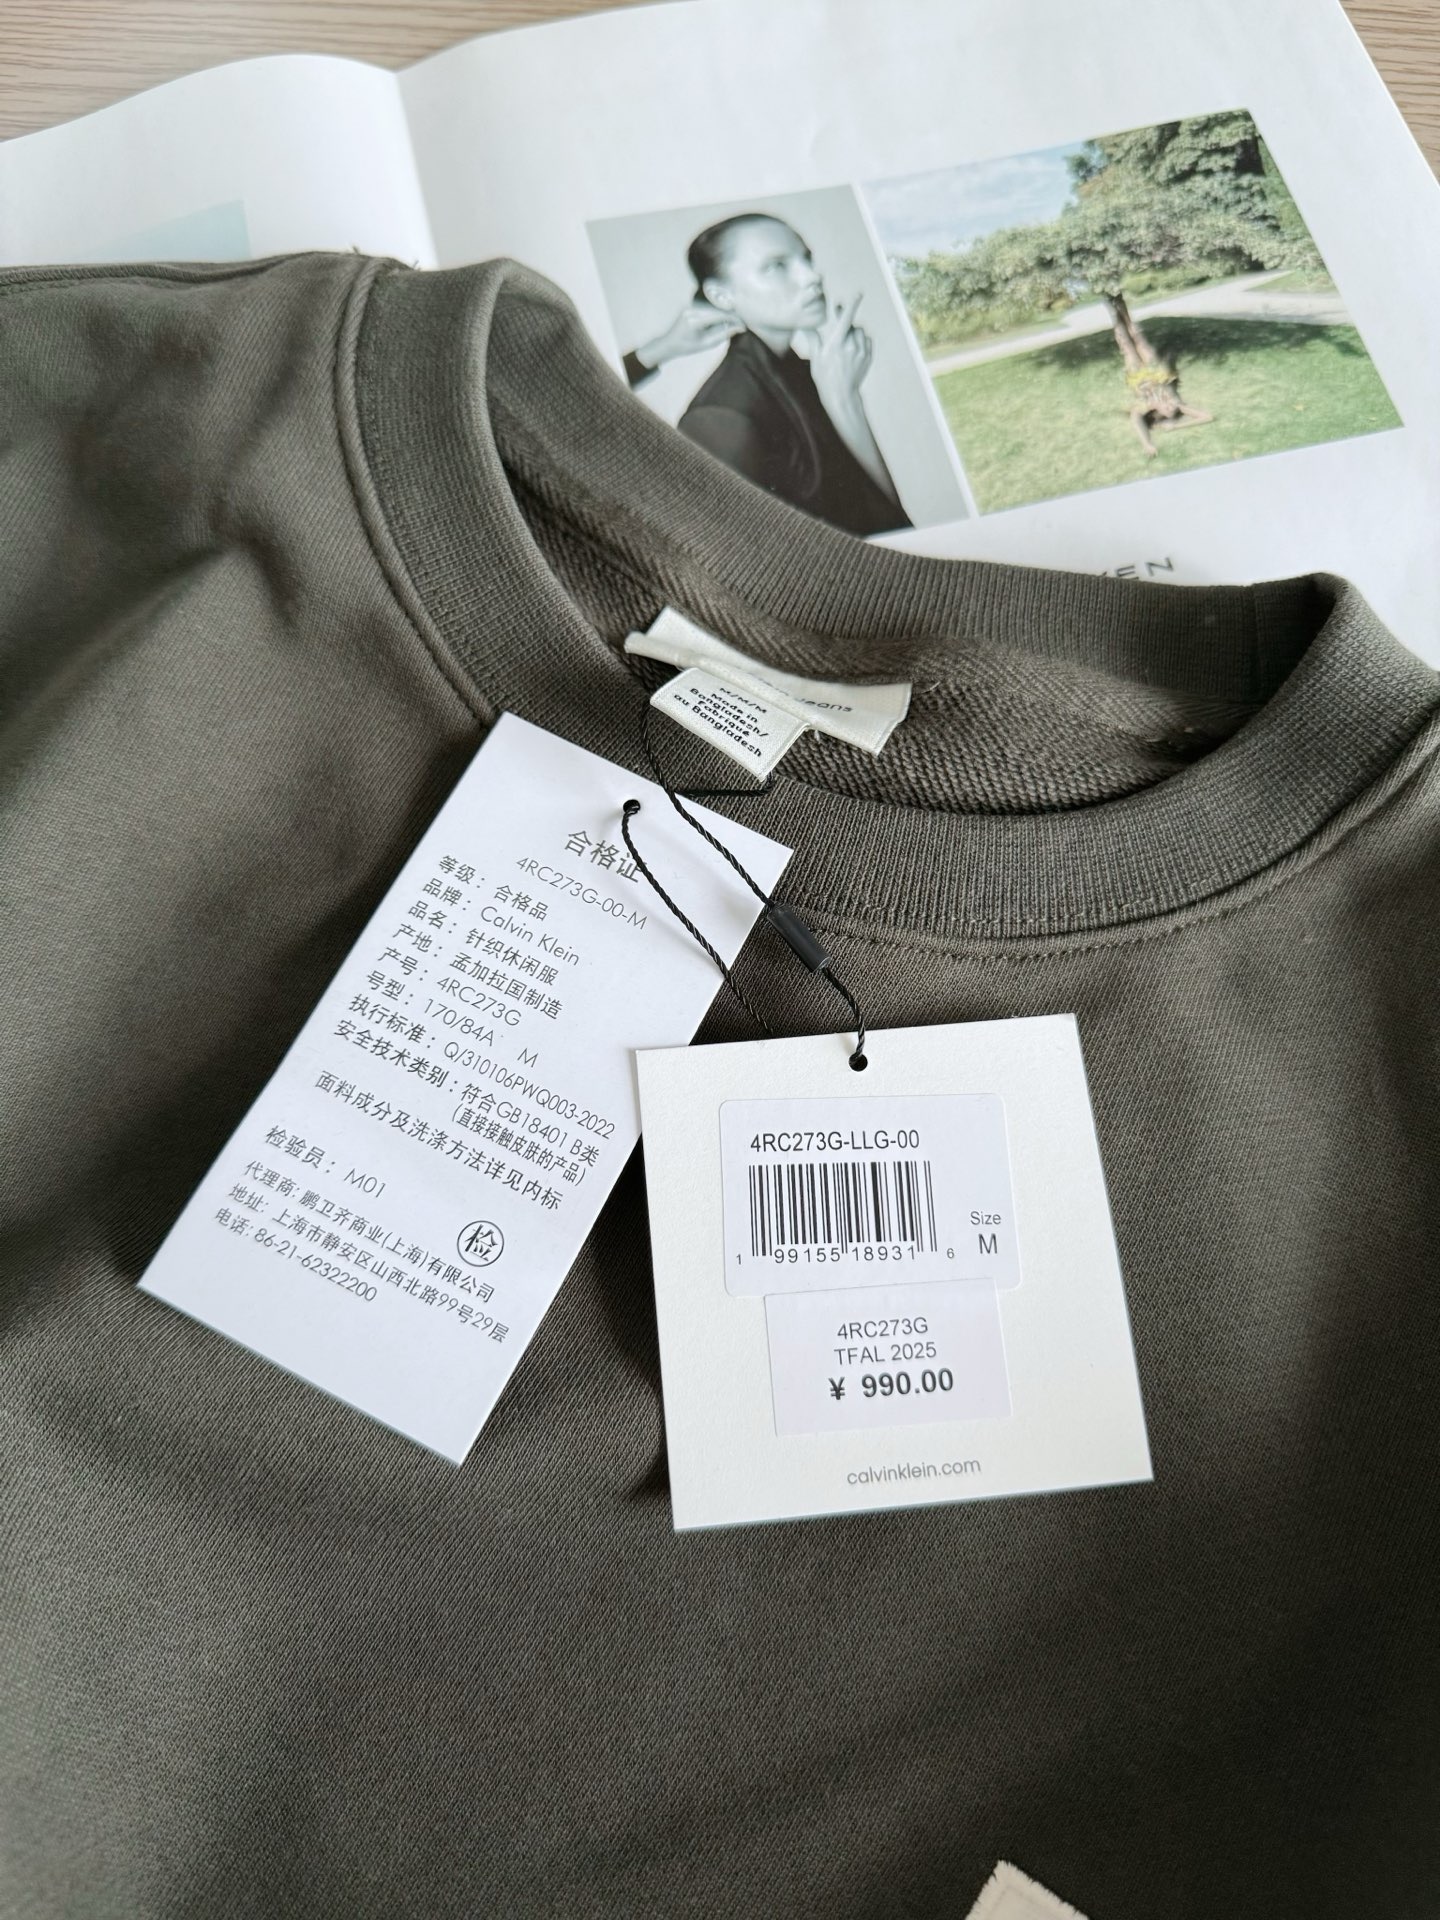 EN
Jeans
M/M/M
Made in
Bangladesh/
Fabriqué
au Bangladesh
合格证
4RC273G-00-M
等级：合格品
品牌：Calvin Klein
品名：针织休闲服
产地：孟加拉国制造
产号：4RC273G
号型：170/84A M
执行标准：Q/310106PWQ003-2022
安全技术类别：符合GB18401 B类
(直接接触皮肤的产品)
面料成分及洗涤方法详见内标
检验员：M01
检
代理商：鹏卫齐商业(上海)有限公司
地址：上海市静安区山西北路99号29层
电话：86-21-62322200
4RC273G-LLG-00
1 99155 18931 6
Size
M
4RC273G
TFAL 2025
¥ 990.00
calvinklein.com